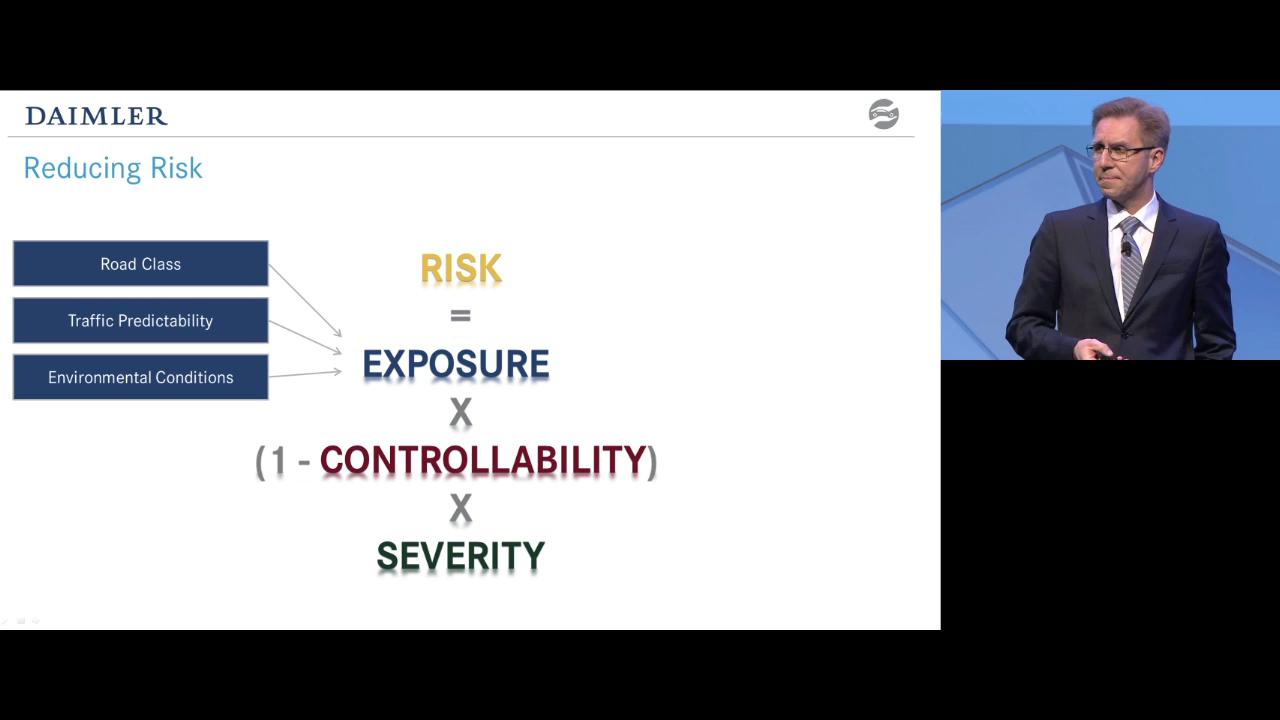 DAIMLER
Reducing Risk
Road Class
Traffic Predictability
Environmental Conditions
RISK
=
EXPOSURE
X
(1 - CONTROLLABILITY)
X
SEVERITY